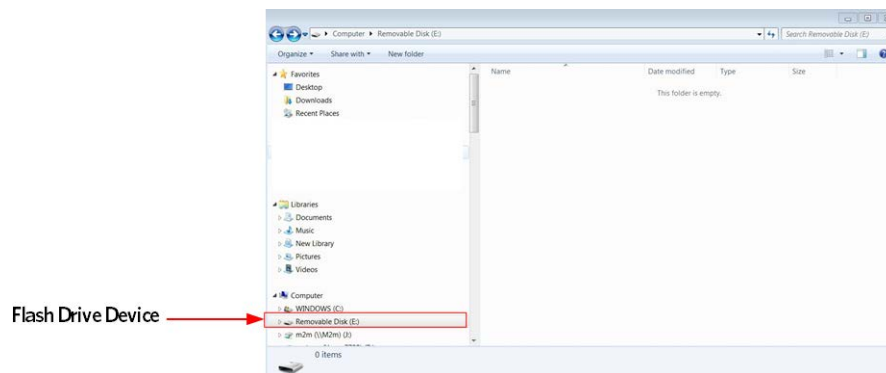 Computer ▸ Removable Disk (E:)
Search Removable Disk (E:)
Organize ▾ Share with ▾ New folder
Name Date modified Type Size
This folder is empty.
Favorites
Desktop
Downloads
Recent Places
Libraries
Documents
Music
New Library
Pictures
Videos
Computer
WINDOWS (C:)
Flash Drive Device
Removable Disk (E:)
m2m (\\M2m) (I:)
0 items